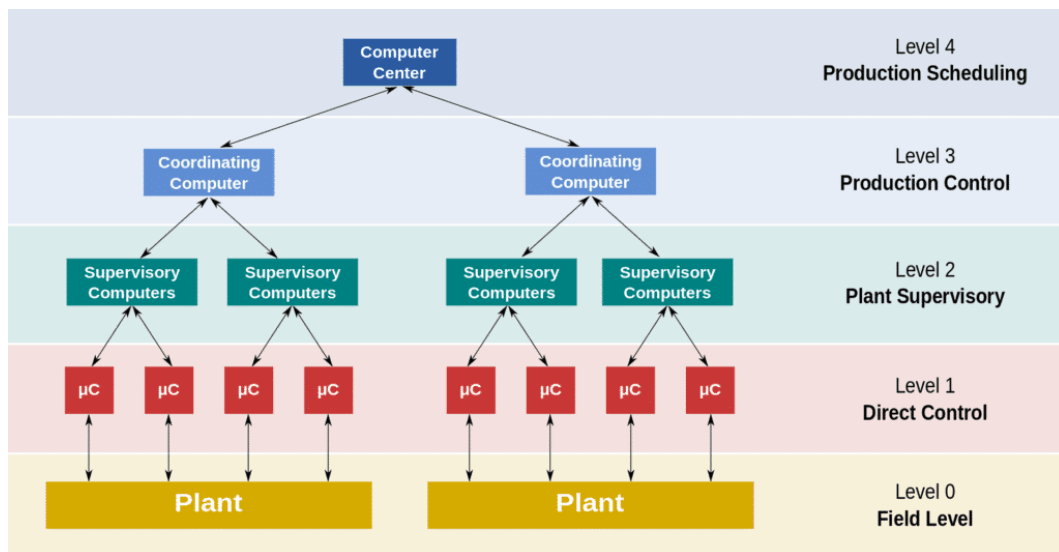 Computer
Center
Level 4
Production Scheduling
Coordinating
Computer
Coordinating
Computer
Level 3
Production Control
Supervisory
Computers
Supervisory
Computers
Supervisory
Computers
Supervisory
Computers
Level 2
Plant Supervisory
µC
µC
µC
µC
µC
µC
µC
µC
Level 1
Direct Control
Plant
Plant
Level 0
Field Level